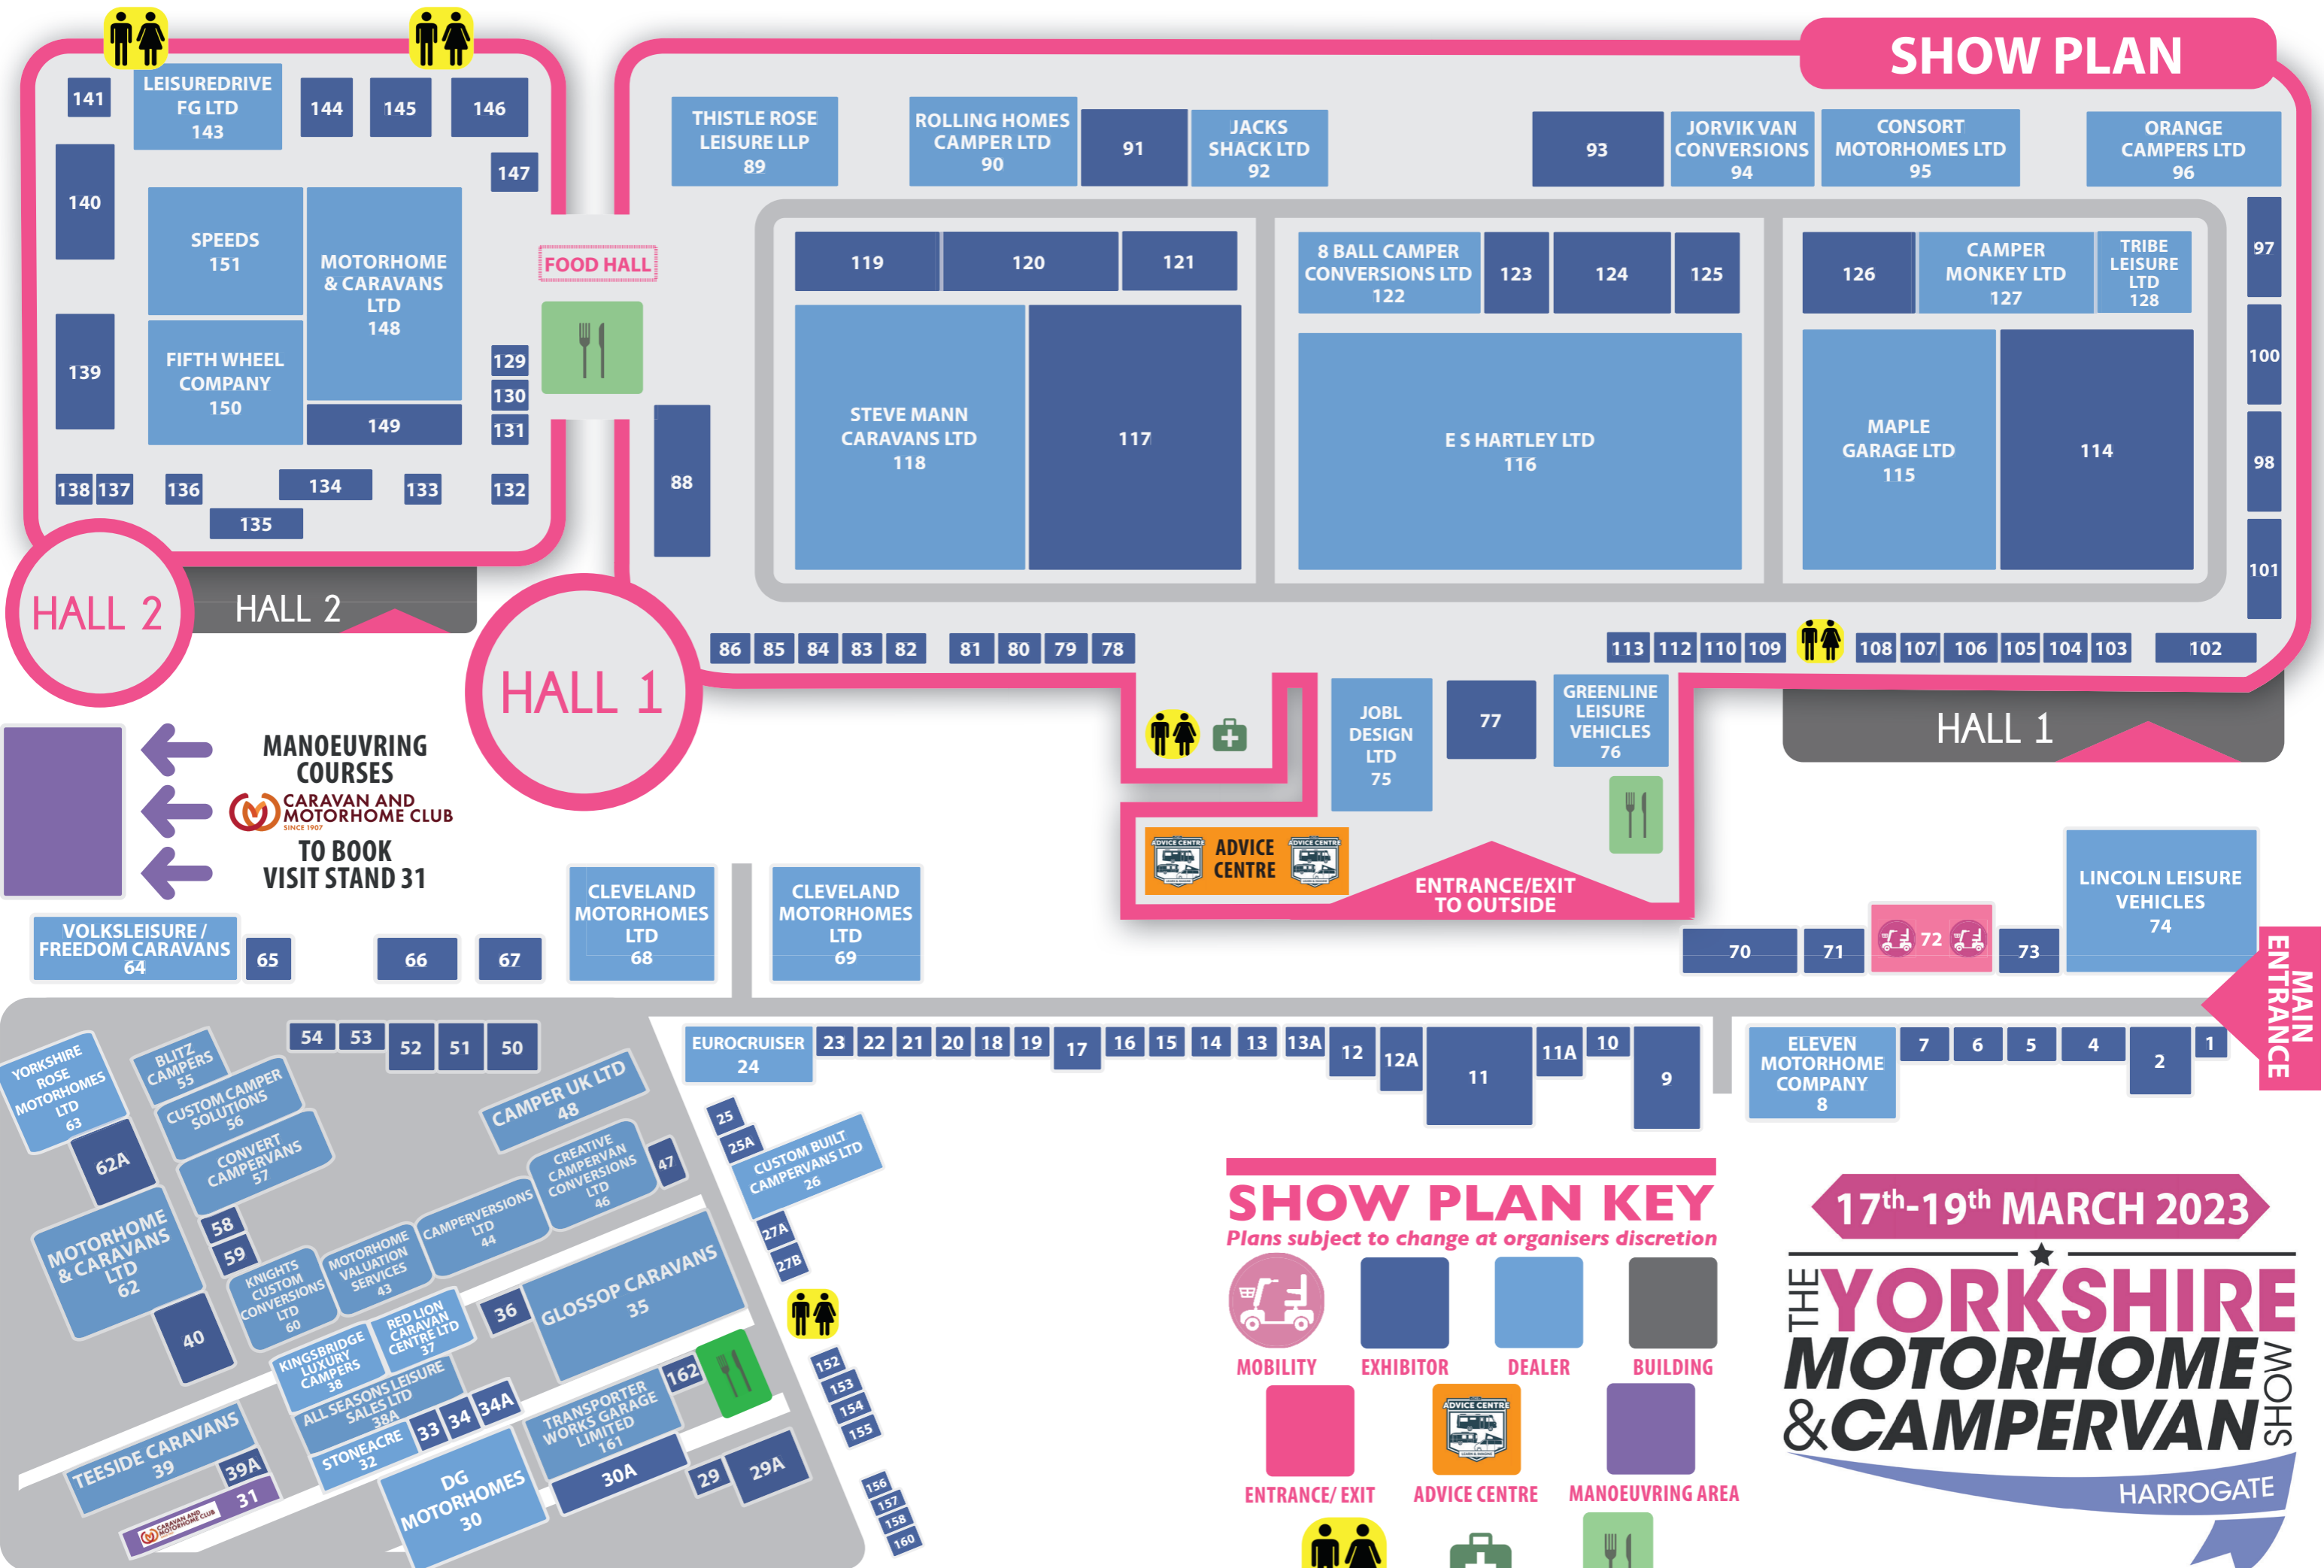 SHOW PLAN
141
LEISUREDRIVE
FG LTD
143
144
145
146
147
140
SPEEDS
151
MOTORHOME
& CARAVANS
LTD
148
139
FIFTH WHEEL
COMPANY
150
149
129
130
131
132
138
137
136
134
133
135
HALL 2
HALL 2
FOOD HALL
THISTLE ROSE
LEISURE LLP
89
ROLLING HOMES
CAMPER LTD
90
91
JACKS
SHACK LTD
92
93
JORVIK VAN
CONVERSIONS
94
CONSORT
MOTORHOMES LTD
95
ORANGE
CAMPERS LTD
96
97
100
98
101
119
120
121
8 BALL CAMPER
CONVERSIONS LTD
122
123
124
125
126
CAMPER
MONKEY LTD
127
TRIBE
LEISURE
LTD
128
STEVE MANN
CARAVANS LTD
118
117
E S HARTLEY LTD
116
MAPLE
GARAGE LTD
115
114
88
86
85
84
83
82
81
80
79
78
113
112
110
109
108
107
106
105
104
103
102
HALL 1
HALL 1
JOBL
DESIGN
LTD
75
77
GREENLINE
LEISURE
VEHICLES
76
ADVICE CENTRE
ADVICE
CENTRE
ADVICE CENTRE
ENTRANCE/EXIT
TO OUTSIDE
MANOEUVRING
COURSES
CARAVAN AND
MOTORHOME CLUB
SINCE 1907
TO BOOK
VISIT STAND 31
VOLKSLEISURE /
FREEDOM CARAVANS
64
65
66
67
CLEVELAND
MOTORHOMES
LTD
68
CLEVELAND
MOTORHOMES
LTD
69
70
71
72
73
LINCOLN LEISURE
VEHICLES
74
MAIN
ENTRANCE
EUROCRUISER
24
23
22
21
20
18
19
17
16
15
14
13
13A
12
12A
11
11A
10
9
ELEVEN
MOTORHOME
COMPANY
8
7
6
5
4
2
1
YORKSHIRE
ROSE
MOTORHOMES
LTD
63
BLITZ
CAMPERS
55
54
53
52
51
50
CUSTOM CAMPER
SOLUTIONS
56
CONVERT
CAMPERVANS
57
62A
MOTORHOME
& CARAVANS
LTD
62
58
59
40
CAMPER UK LTD
48
CREATIVE
CAMPERVAN
CONVERSIONS
LTD
46
47
CAMPERVERSIONS
LTD
44
MOTORHOME
VALUATION
SERVICES
43
KNIGHTS
CUSTOM
CONVERSIONS
LTD
60
25
25A
CUSTOM BUILT
CAMPERVANS LTD
26
27A
27B
GLOSSOP CARAVANS
35
36
RED LION
CARAVAN
CENTRE LTD
37
KINGSBRIDGE
LUXURY
CAMPERS
38
ALL SEASONS LEISURE
SALES LTD
38A
STONEACRE
32
33
34
34A
TEESIDE CARAVANS
39
39A
CARAVAN AND
MOTORHOME CLUB
31
DG
MOTORHOMES
30
TRANSPORTER
WORKS GARAGE
LIMITED
161
162
30A
29
29A
152
153
154
155
156
157
158
160
SHOW PLAN KEY
Plans subject to change at organisers discretion
MOBILITY
EXHIBITOR
DEALER
BUILDING
ADVICE CENTRE
ENTRANCE/ EXIT
ADVICE CENTRE
MANOEUVRING AREA
17th-19th MARCH 2023
THE
YORKSHIRE
MOTORHOME
&CAMPERVAN
SHOW
HARROGATE